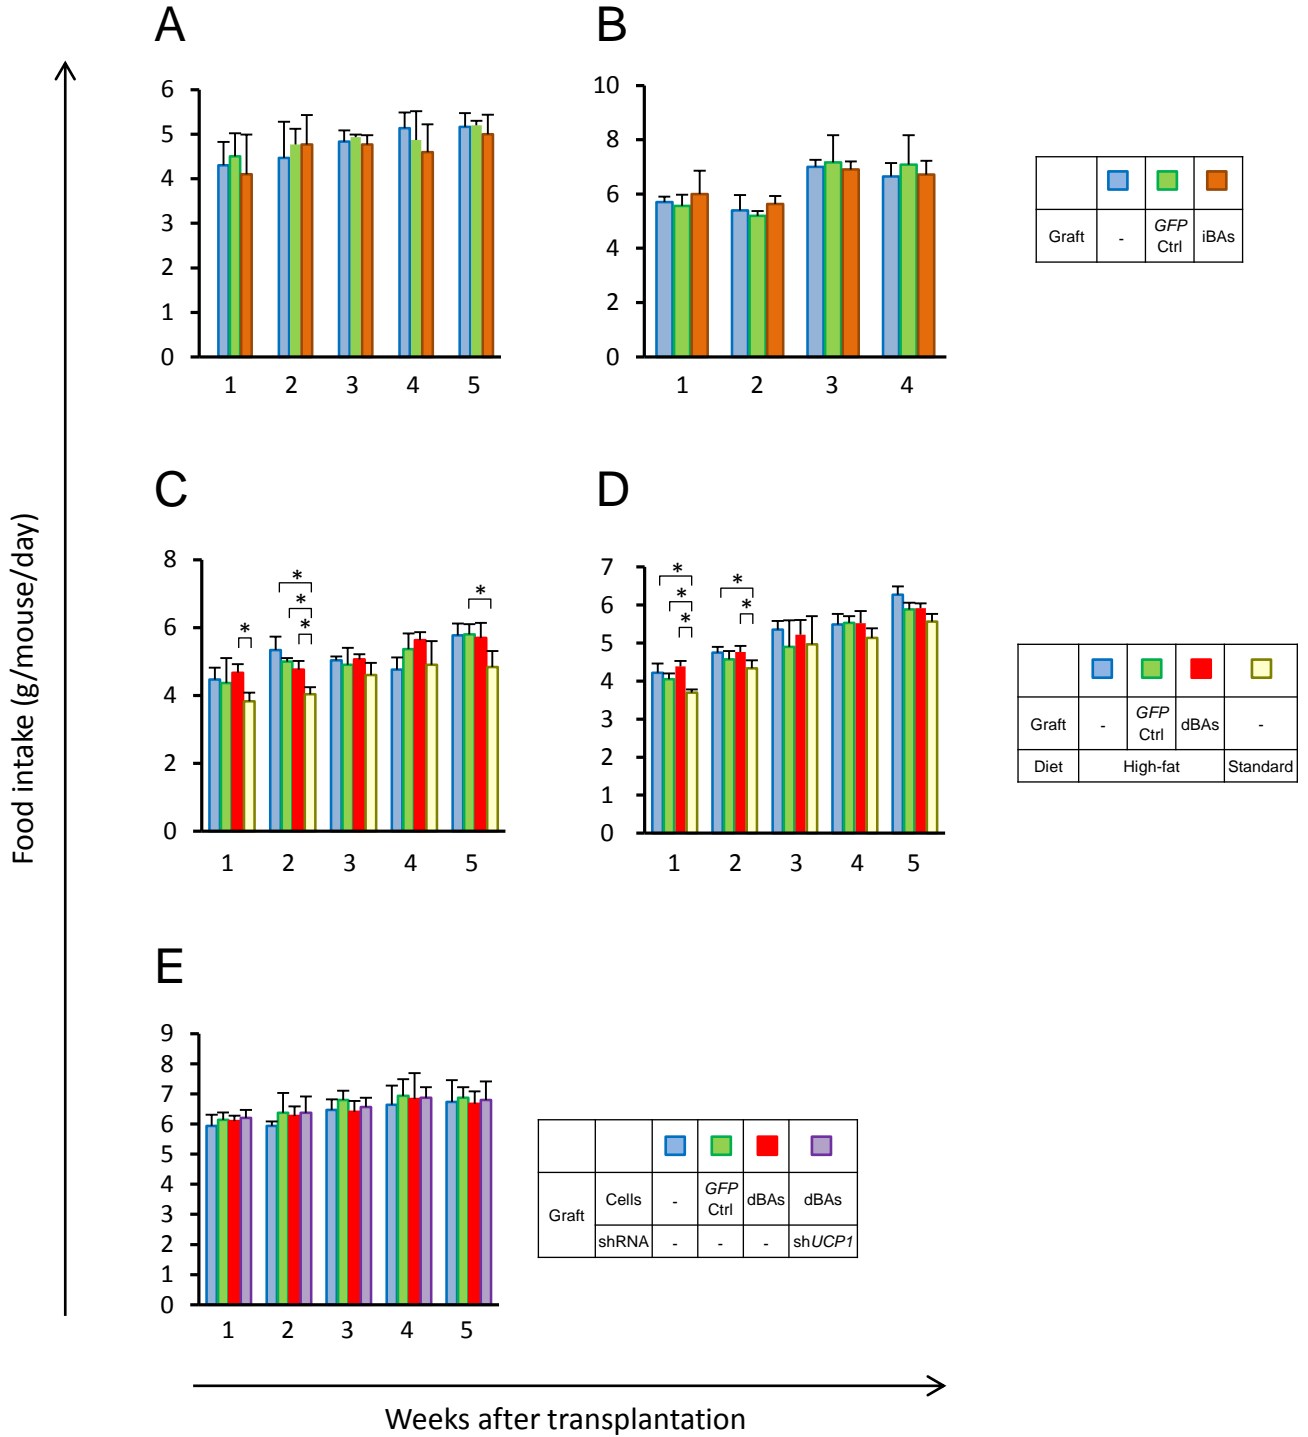 A
B
6
5
4
3
2
1
0
1 2 3 4 5
10
8
6
4
2
0
1 2 3 4
Graft - GFP Ctrl iBAs
C
D
8
6
4
2
0
* * * * *
1 2 3 4 5
7
6
5
4
3
2
1
0
* * * * *
1 2 3 4 5
Graft - GFP Ctrl dBAs -
Diet High-fat Standard
E
9
8
7
6
5
4
3
2
1
0
1 2 3 4 5
Graft
Cells - GFP Ctrl dBAs dBAs
shRNA - - - shUCP1
Food intake (g/mouse/day)
Weeks after transplantation